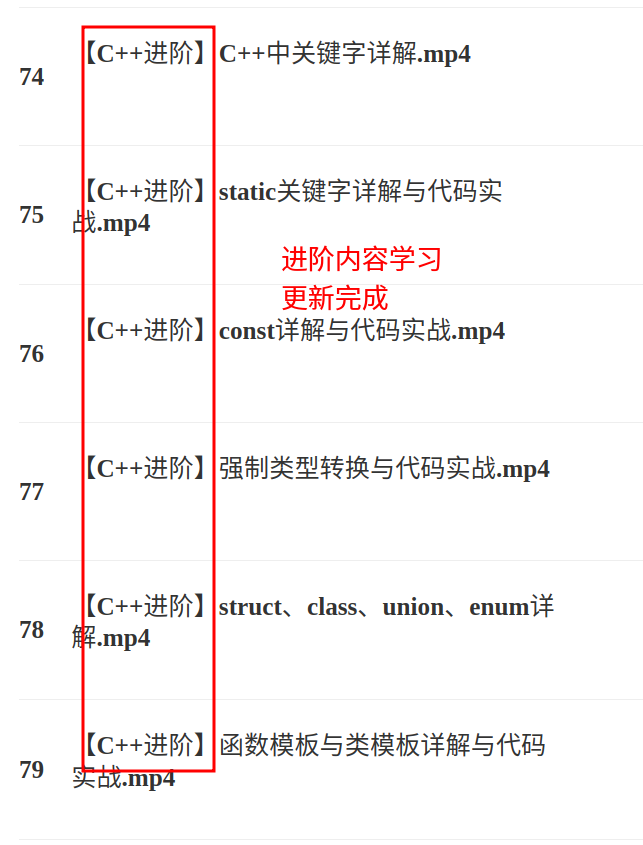 【C++进阶】C++中关键字详解.mp4
74
【C++进阶】static关键字详解与代码实
75
战.mp4
进阶内容学习
更新完成
【C++进阶】const详解与代码实战.mp4
76
【C++进阶】强制类型转换与代码实战.mp4
77
【C++进阶】struct、class、union、enum详
78
解.mp4
【C++进阶】函数模板与类模板详解与代码
79
实战.mp4